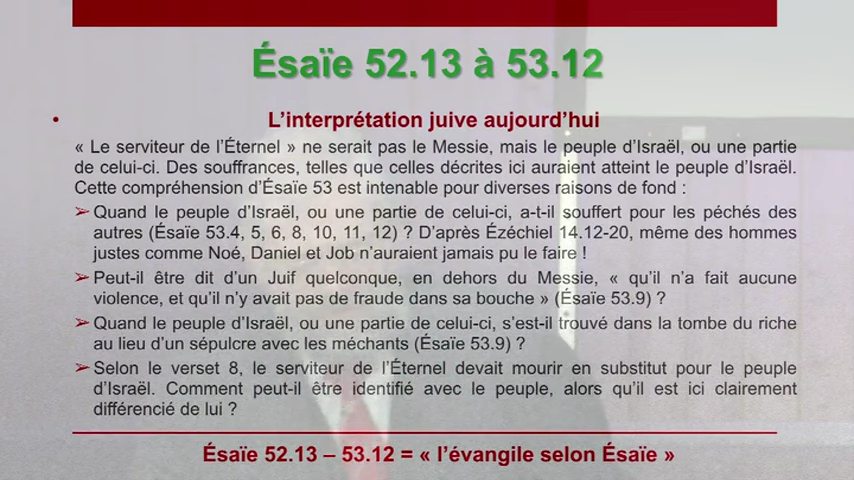 Ésaïe 52.13 à 53.12
• L’interprétation juive aujourd’hui
« Le serviteur de l’Éternel » ne serait pas le Messie, mais le peuple d’Israël, ou une partie
de celui-ci. Des souffrances, telles que celles décrites ici auraient atteint le peuple d’Israël.
Cette compréhension d’Ésaïe 53 est intenable pour diverses raisons de fond :
➢ Quand le peuple d’Israël, ou une partie de celui-ci, a-t-il souffert pour les péchés des
autres (Ésaïe 53.4, 5, 6, 8, 10, 11, 12) ? D’après Ézéchiel 14.12-20, même des hommes
justes comme Noé, Daniel et Job n’auraient jamais pu le faire !
➢ Peut-il être dit d’un Juif quelconque, en dehors du Messie, « qu’il n’a fait aucune
violence, et qu’il n’y avait pas de fraude dans sa bouche » (Ésaïe 53.9) ?
➢ Quand le peuple d’Israël, ou une partie de celui-ci, s’est-il trouvé dans la tombe du riche
au lieu d’un sépulcre avec les méchants (Ésaïe 53.9) ?
➢ Selon le verset 8, le serviteur de l’Éternel devait mourir en substitut pour le peuple
d’Israël. Comment peut-il être identifié avec le peuple, alors qu’il est ici clairement
différencié de lui ?
Ésaïe 52.13 – 53.12 = « l’évangile selon Ésaïe »